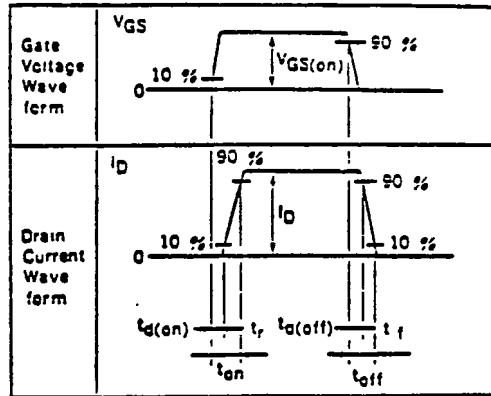 Gate
Voltage
Wave
form
VGS
10 %
0
VGS(on)
90 %
Drain
Current
Wave
form
ID
90 %
10 %
0
ID
90 %
10 %
td(on)
tr
td(off)
tf
ton
toff